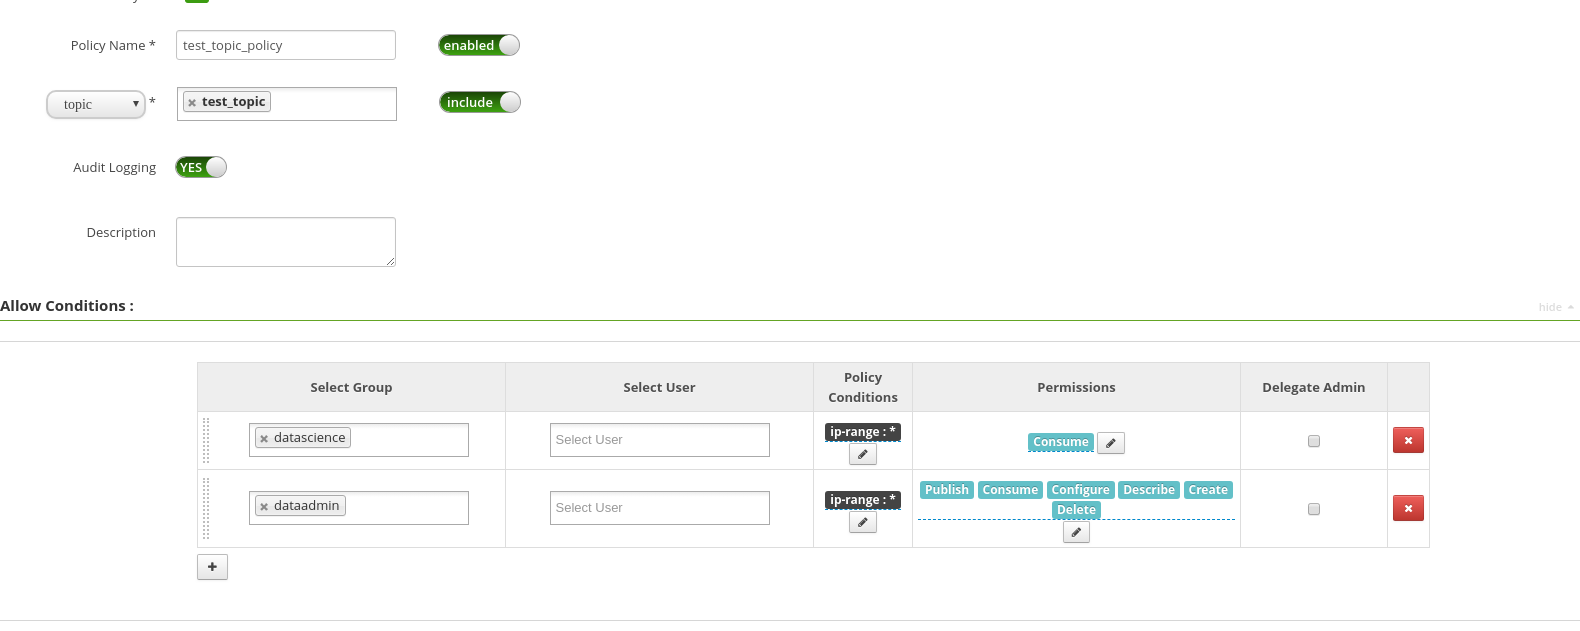 Policy Name * test_topic_policy enabled
topic * test_topic include
Audit Logging YES
Description
Allow Conditions : hide
Select Group Select User Policy Conditions Permissions Delegate Admin
datascience Select User ip-range : * Consume
dataadmin Select User ip-range : * Publish Consume Configure Describe Create
Delete